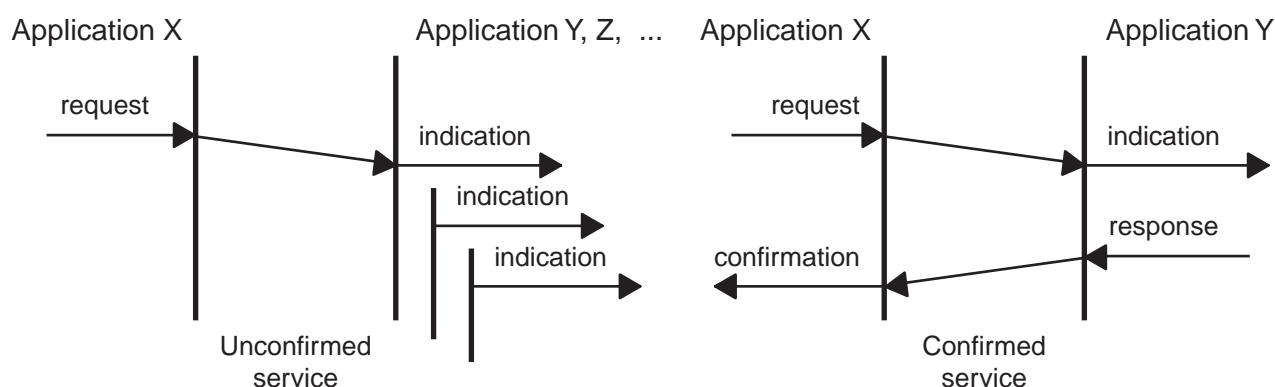 Application X
Application Y, Z, ...
request
indication
indication
indication
Unconfirmed
service
Application X
Application Y
request
indication
response
confirmation
Confirmed
service